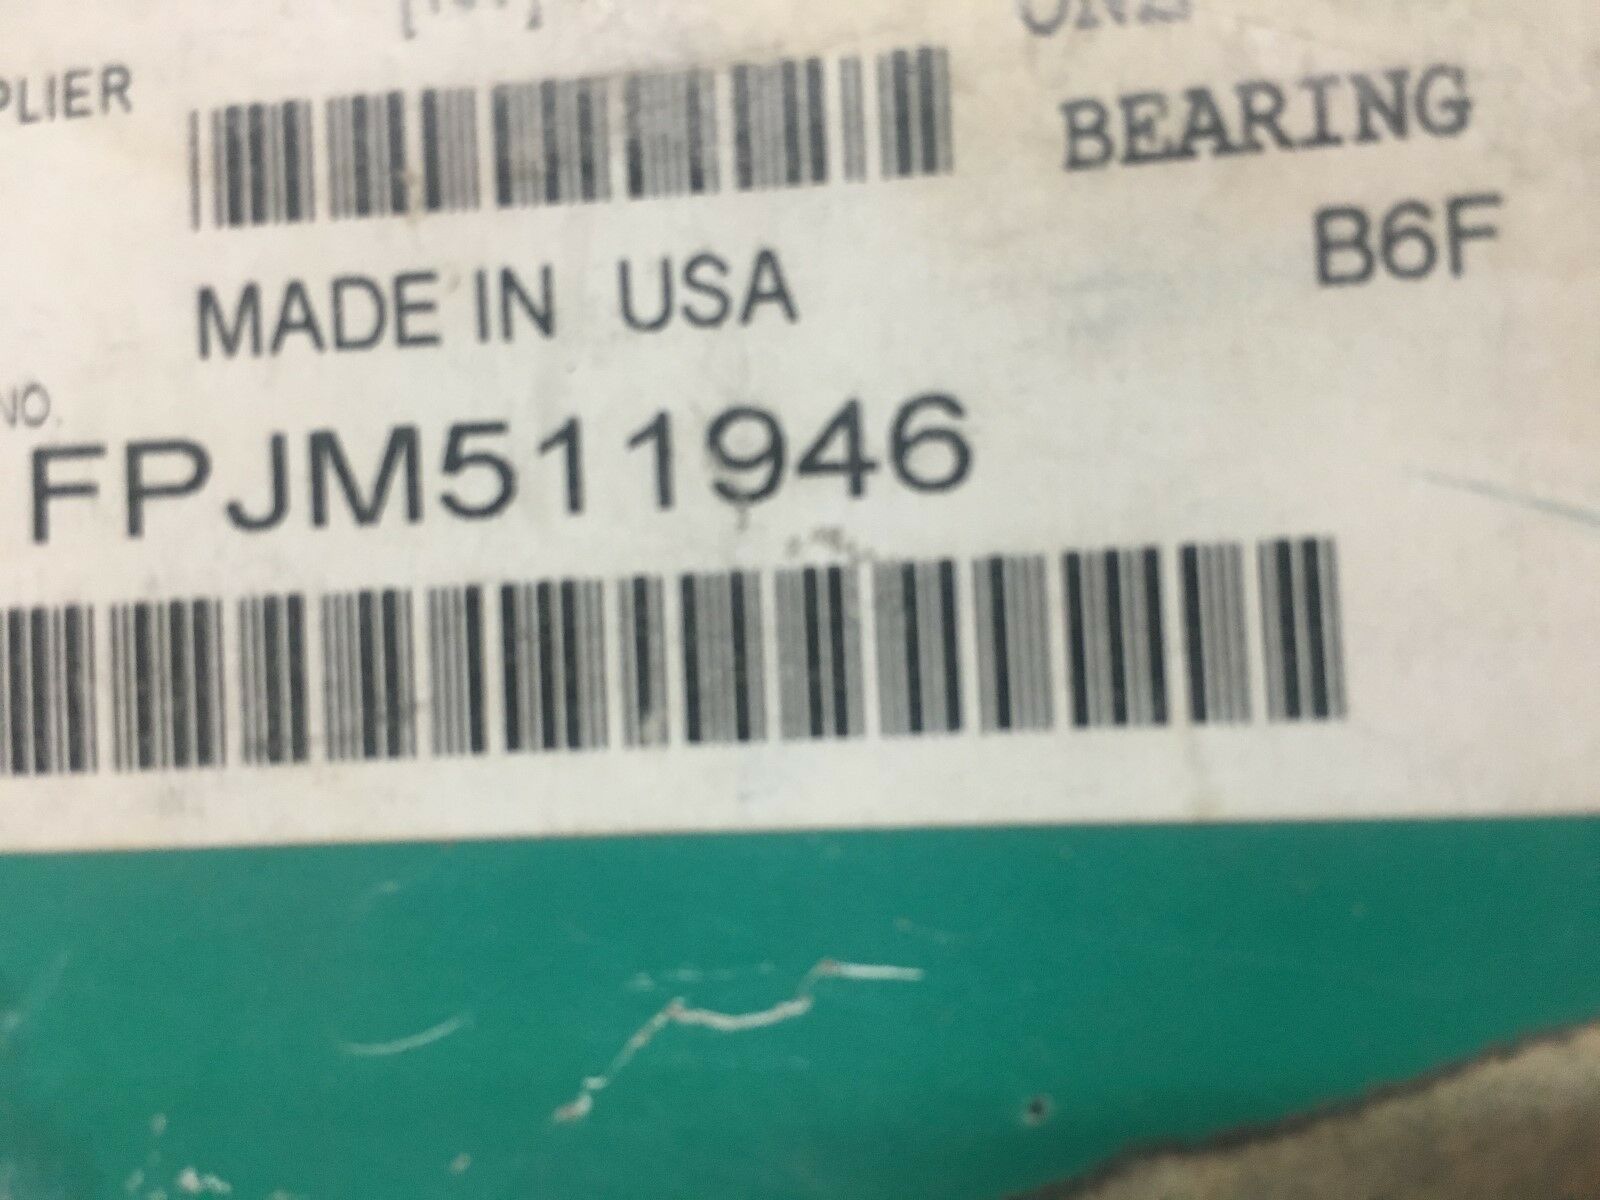 PLIER
BEARING
B6F
MADE IN USA
NO.
FPJM511946